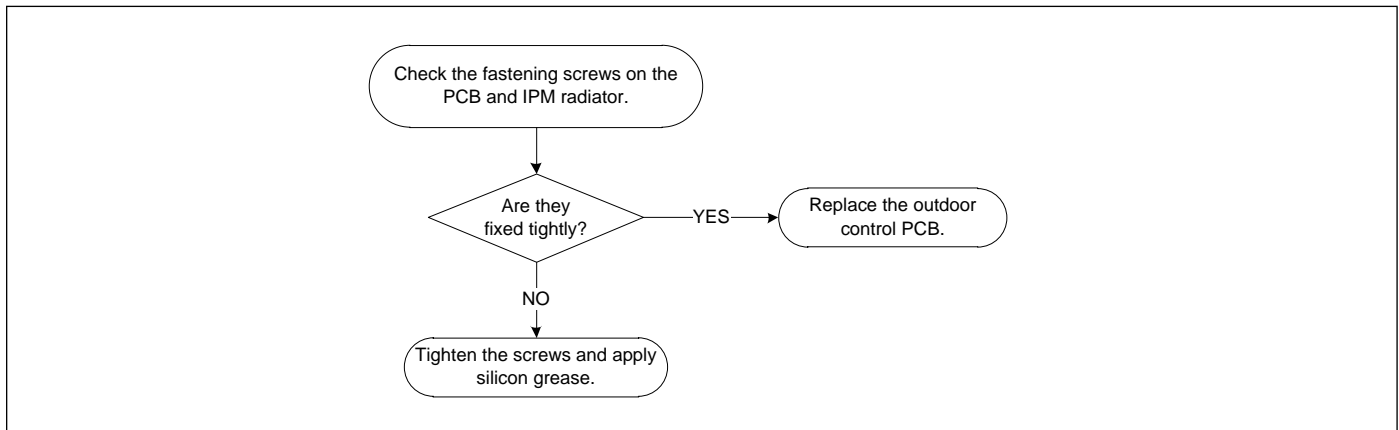 Check the fastening screws on the
PCB and IPM radiator.
Are they
fixed tightly?
YES
Replace the outdoor
control PCB.
NO
Tighten the screws and apply
silicon grease.